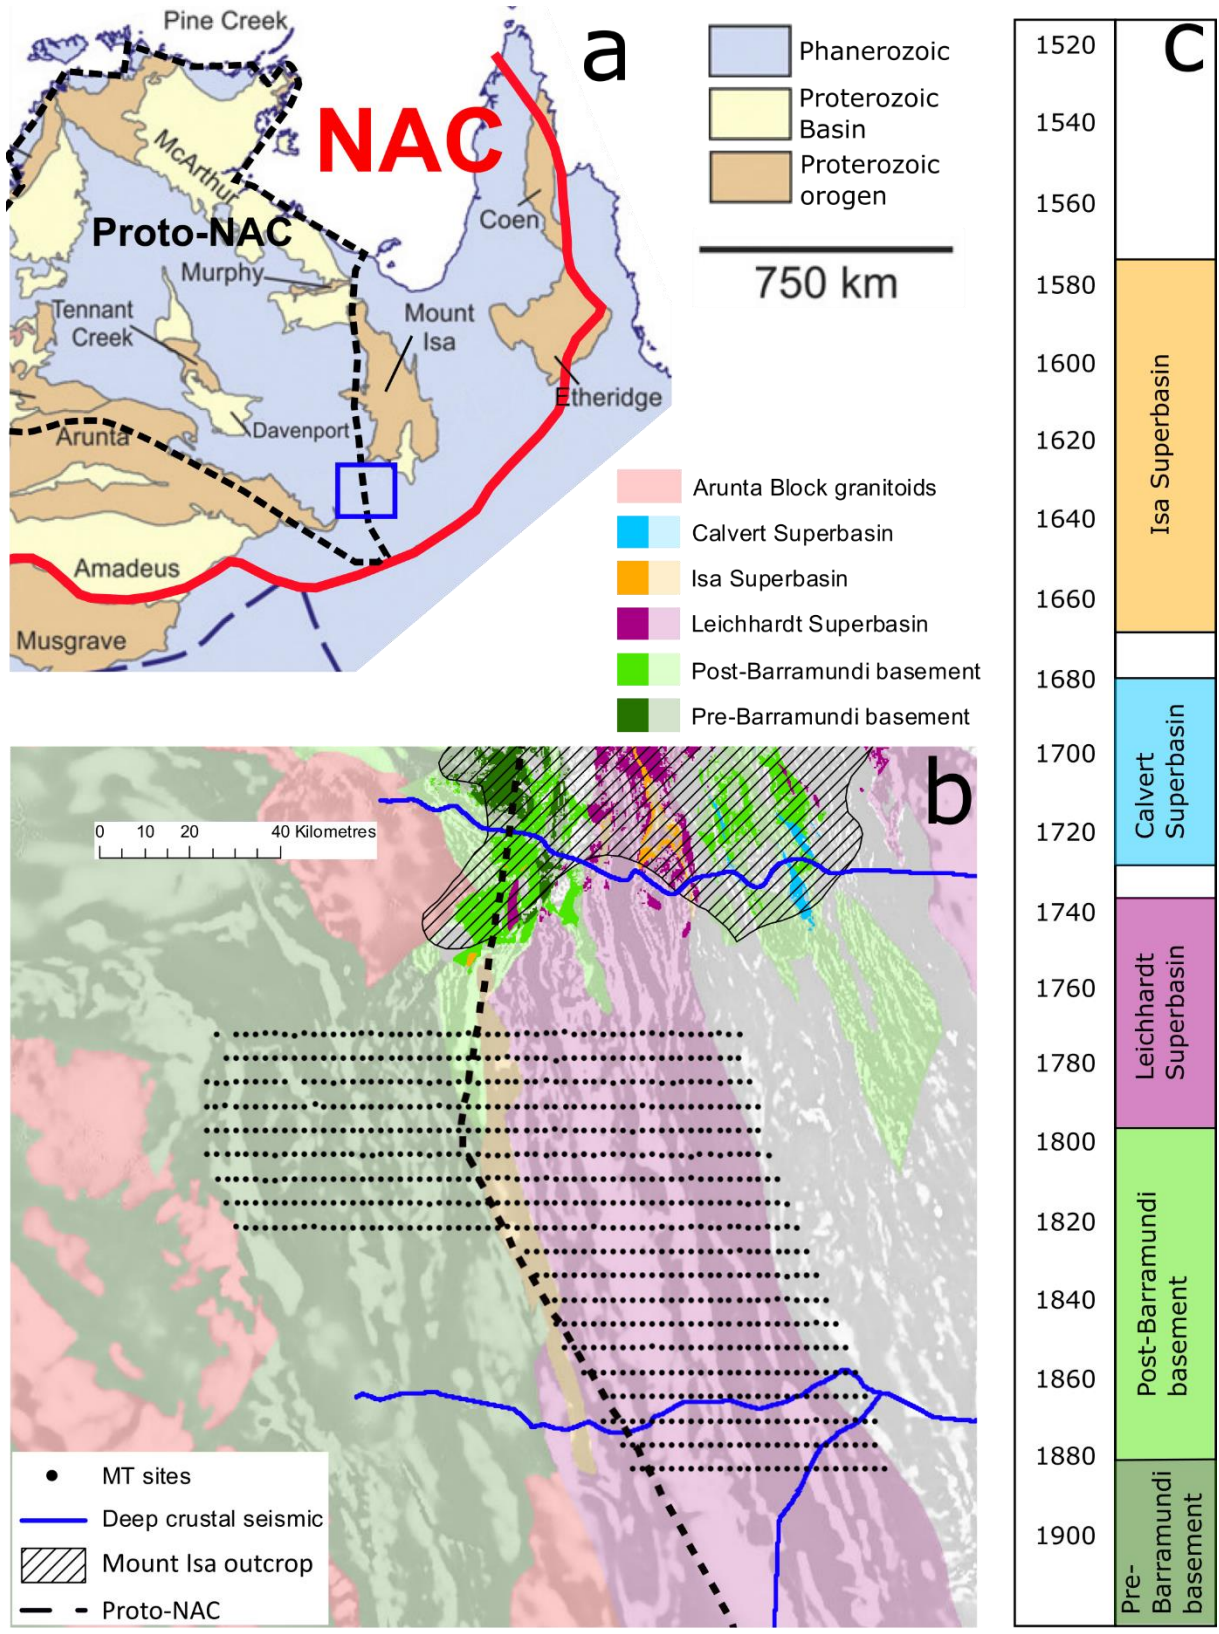 Pine Creek
a
NAC
McArthur
Proto-NAC
Coen
Murphy
Tennant
Creek
Mount
Isa
Etheridge
Davenport
Arunta
Amadeus
Musgrave
Phanerozoic
Proterozoic
Basin
Proterozoic
orogen
750 km
Arunta Block granitoids
Calvert Superbasin
Isa Superbasin
Leichhardt Superbasin
Post-Barramundi basement
Pre-Barramundi basement
b
0 10 20 40 Kilometres
MT sites
Deep crustal seismic
Mount Isa outcrop
Proto-NAC
c
1520
1540
1560
1580
1600
1620
1640
1660
1680
1700
1720
1740
1760
1780
1800
1820
1840
1860
1880
1900
Isa Superbasin
Calvert
Superbasin
Leichhardt
Superbasin
Post-Barramundi
basement
Pre-
Barramundi
basement